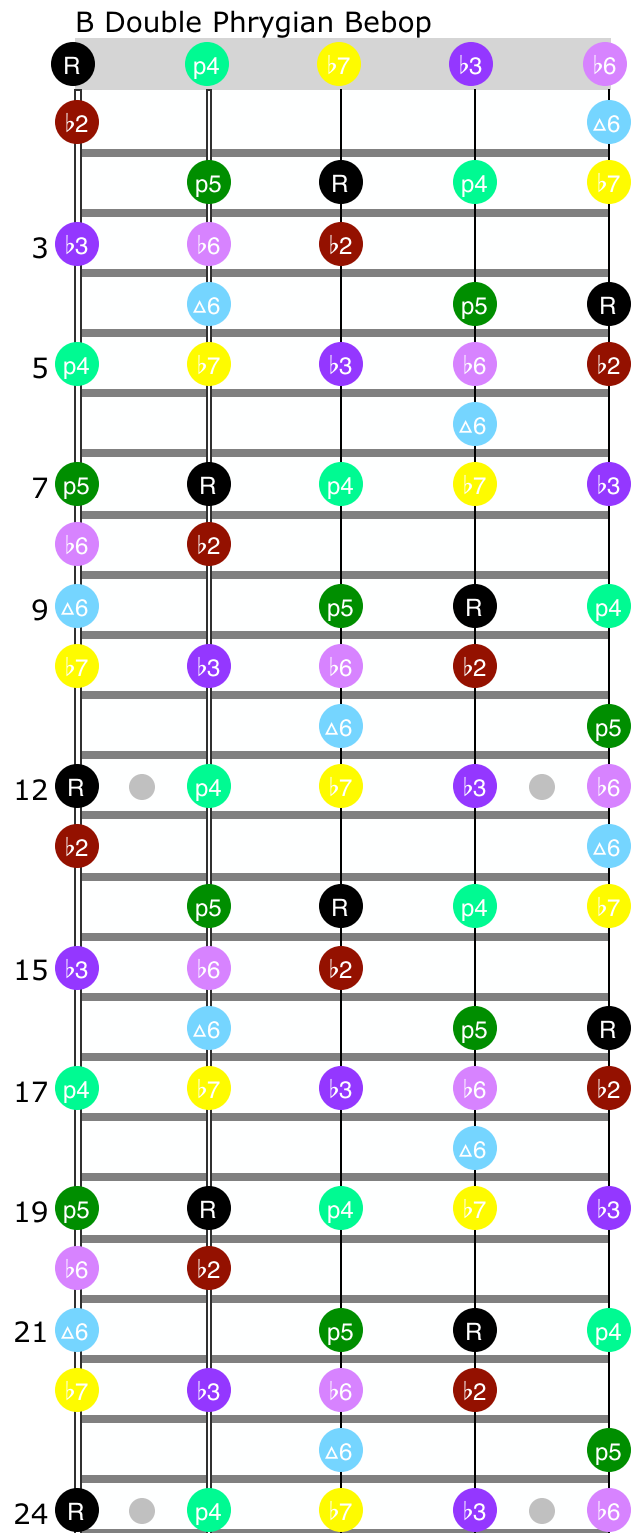 B Double Phrygian Bebop
R p4 ♭7 ♭3 ♭6
♭2 ▵6
p5 R p4 ♭7
3 ♭3 ♭6 ♭2
▵6 p5 R
5 p4 ♭7 ♭3 ♭6 ♭2
▵6
7 p5 R p4 ♭7 ♭3
♭6 ♭2
9 ▵6 p5 R p4
♭7 ♭3 ♭6 ♭2
▵6 p5
12 R p4 ♭7 ♭3 ♭6
♭2 ▵6
p5 R p4 ♭7
15 ♭3 ♭6 ♭2
▵6 p5 R
17 p4 ♭7 ♭3 ♭6 ♭2
▵6
19 p5 R p4 ♭7 ♭3
♭6 ♭2
21 ▵6 p5 R p4
♭7 ♭3 ♭6 ♭2
▵6 p5
24 R p4 ♭7 ♭3 ♭6